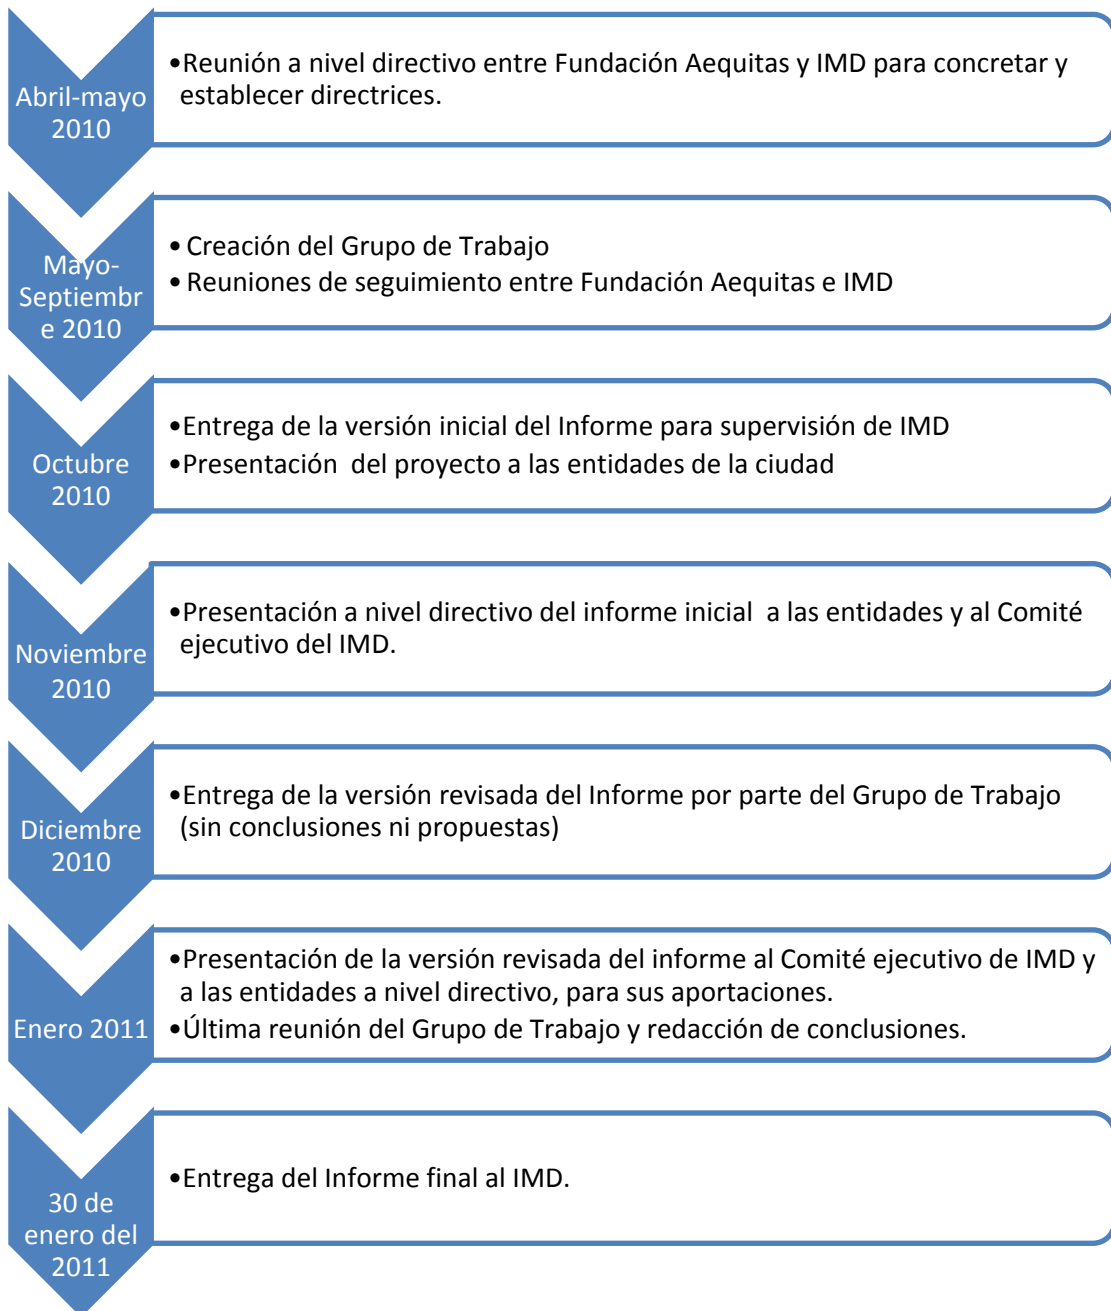 Abril-mayo
2010
•Reunión a nivel directivo entre Fundación Aequitas y IMD para concretar y
establecer directrices.
Mayo-
Septiembr
e 2010
• Creación del Grupo de Trabajo
• Reuniones de seguimiento entre Fundación Aequitas e IMD
Octubre
2010
•Entrega de la versión inicial del Informe para supervisión de IMD
•Presentación  del proyecto a las entidades de la ciudad
Noviembre
2010
•Presentación a nivel directivo del informe inicial  a las entidades y al Comité
ejecutivo del IMD.
Diciembre
2010
•Entrega de la versión revisada del Informe por parte del Grupo de Trabajo
(sin conclusiones ni propuestas)
Enero 2011
•Presentación de la versión revisada del informe al Comité ejecutivo de IMD y
a las entidades a nivel directivo, para sus aportaciones.
•Última reunión del Grupo de Trabajo y redacción de conclusiones.
30 de
enero del
2011
•Entrega del Informe final al IMD.